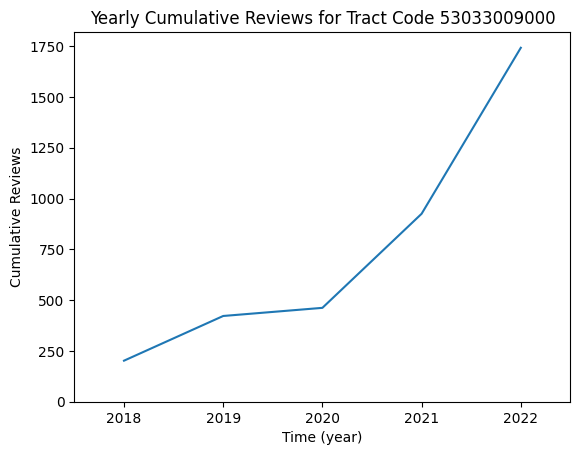 Yearly Cumulative Reviews for Tract Code 53033009000
1750
1500
1250
1000
750
500
250
0
Cumulative Reviews
2018 2019 2020 2021 2022
Time (year)